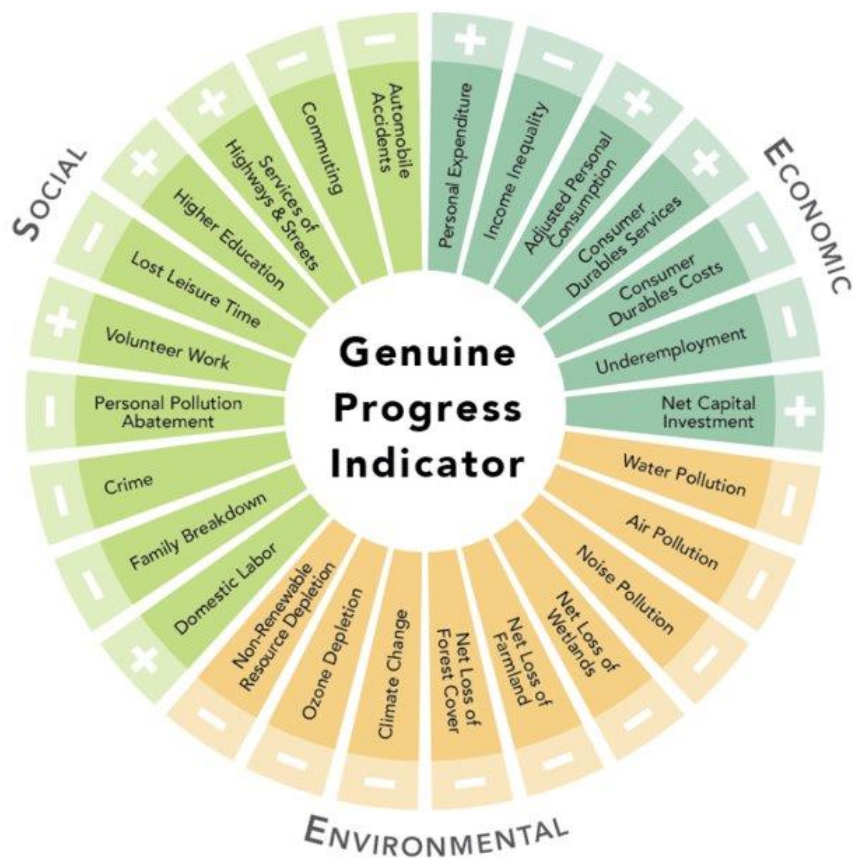 SOCIAL
ECONOMIC
ENVIRONMENTAL
Genuine
Progress
Indicator
+
Personal Expenditure
−
Income Inequality
+
Adjusted Personal
Consumption
+
Consumer
Durables Services
−
Consumer
Durables Costs
−
Underemployment
+
Net Capital
Investment
−
Water Pollution
−
Air Pollution
−
Noise Pollution
−
Net Loss of
Wetlands
−
Net Loss of
Farmland
−
Net Loss of
Forest Cover
−
Climate Change
−
Ozone Depletion
−
Non-Renewable
Resource Depletion
+
Domestic Labor
−
Family Breakdown
−
Crime
−
Personal Pollution
Abatement
+
Volunteer Work
−
Lost Leisure Time
+
Higher Education
+
Services of
Highways & Streets
−
Commuting
−
Automobile
Accidents